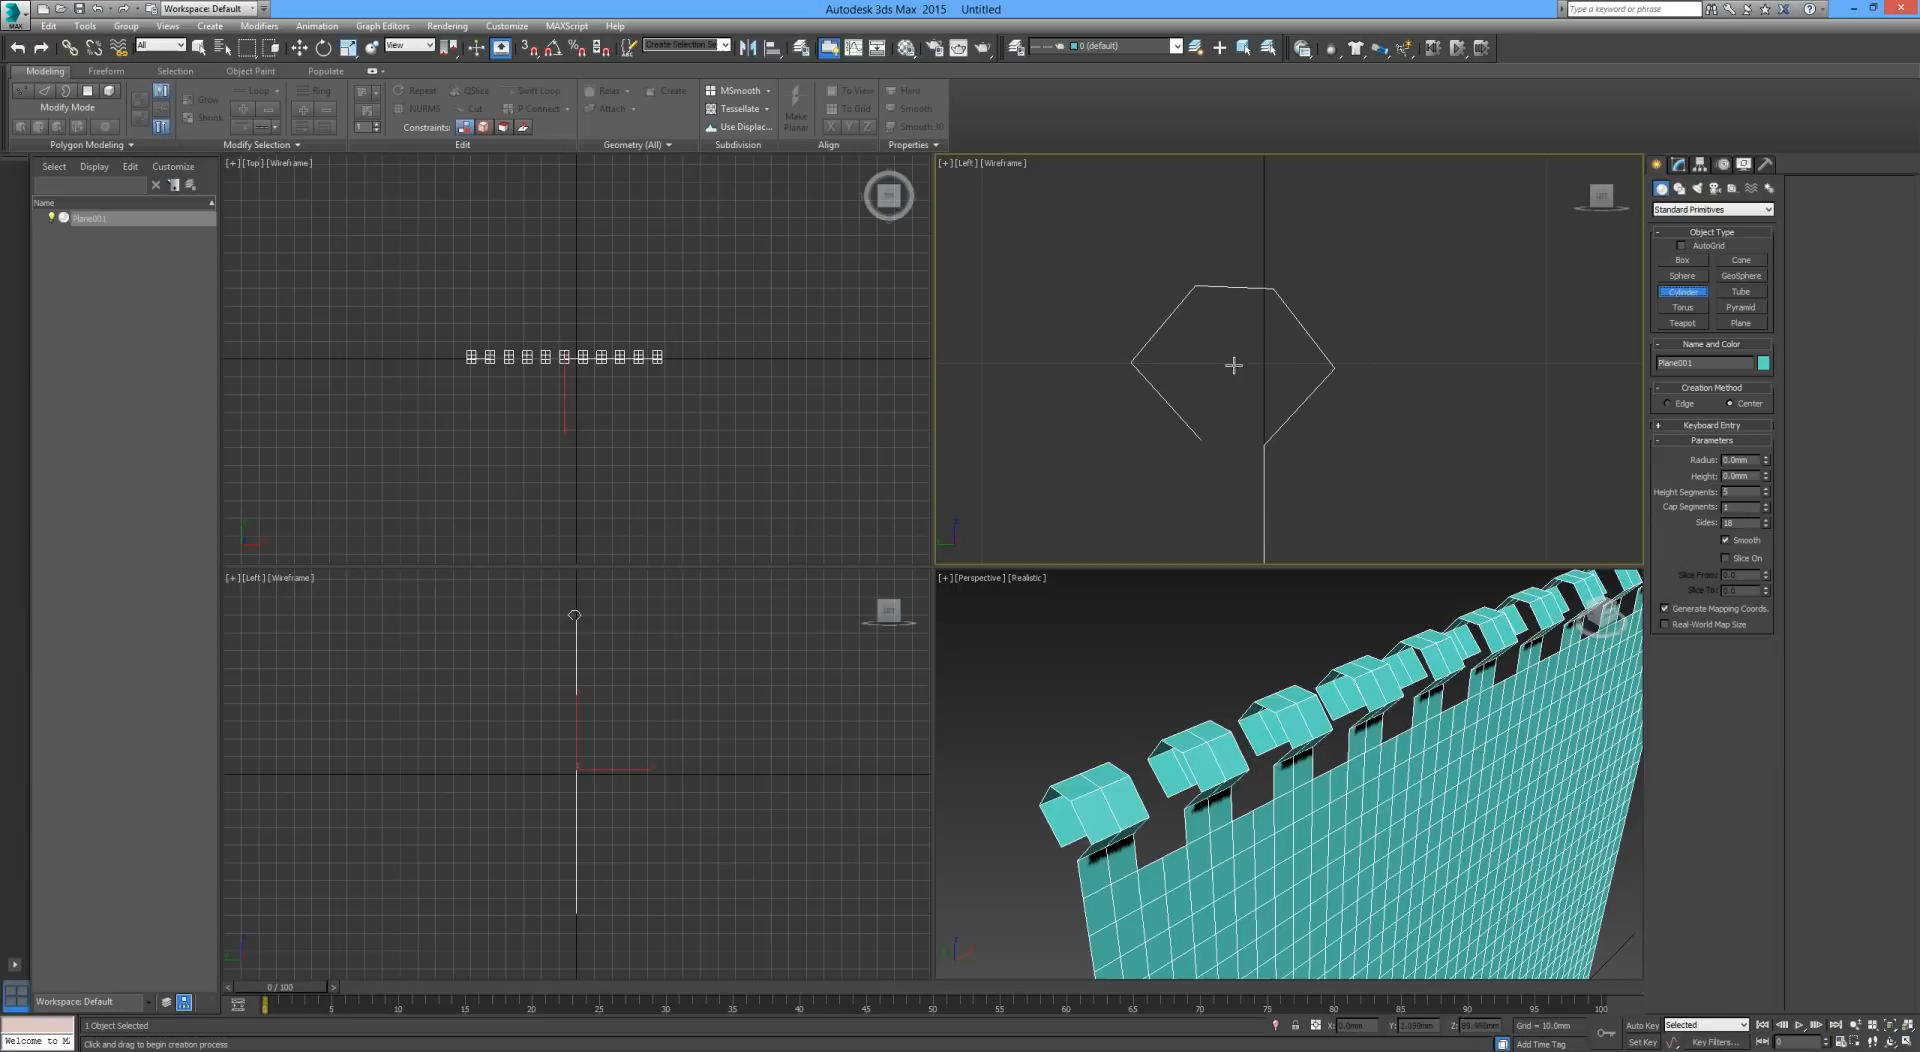 Workspace: Default
Autodesk 3ds Max 2015 Untitled
Type a keyword or phrase
MAX
Edit Tools Group Views Create Modifiers Animation Graph Editors Rendering Customize MAXScript Help
All
View
Create Selection Se
0 (default)
Modeling Freeform Selection Object Paint Populate
Modify Mode
Polygon Modeling
Grow
Shrink
Loop
Ring
Modify Selection
Repeat QSlice Swift Loop
NURMS Cut P Connect
Constraints:
Edit
Relax Create
Attach
Geometry (All)
MSmooth
Tessellate
Use Displac...
Subdivision
Make
Planar
To View
To Grid
X Y Z
Align
Hard
Smooth
Smooth 30
Properties
Select Display Edit Customize
Name
Plane001
[+] [Top] [Wireframe]
[+] [Left] [Wireframe]
[+] [Left] [Wireframe]
[+] [Perspective] [Realistic]
Standard Primitives
Object Type
AutoGrid
Box Cone
Sphere GeoSphere
Cylinder Tube
Torus Pyramid
Teapot Plane
Name and Color
Plane001
Creation Method
Edge Center
Keyboard Entry
Parameters
Radius: 0.0mm
Height: 0.0mm
Height Segments: 5
Cap Segments: 1
Sides: 18
Smooth
Slice On
Slice From: 0.0
Slice To: 0.0
Generate Mapping Coords.
Real-World Map Size
0 / 100
Workspace: Default
0 5 10 15 20 25 30 35 40 45 50 55 60 65 70 75 80 85 90 95 100
1 Object Selected
X: 0.0mm Y: Z:
Grid = 10.0mm
Auto Key Selected
Welcome to M
Click and drag to begin creation process
Add Time Tag
Set Key Key Filters...
0